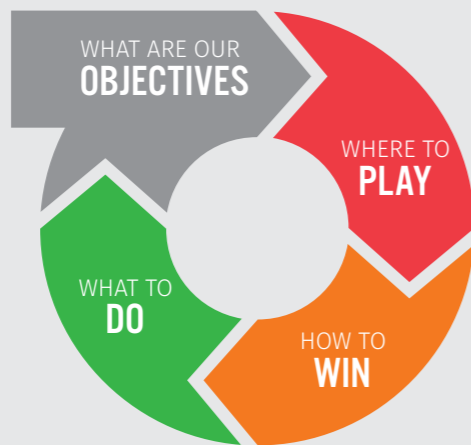 WHAT ARE OUR
OBJECTIVES
WHERE TO
PLAY
HOW TO
WIN
WHAT TO
DO